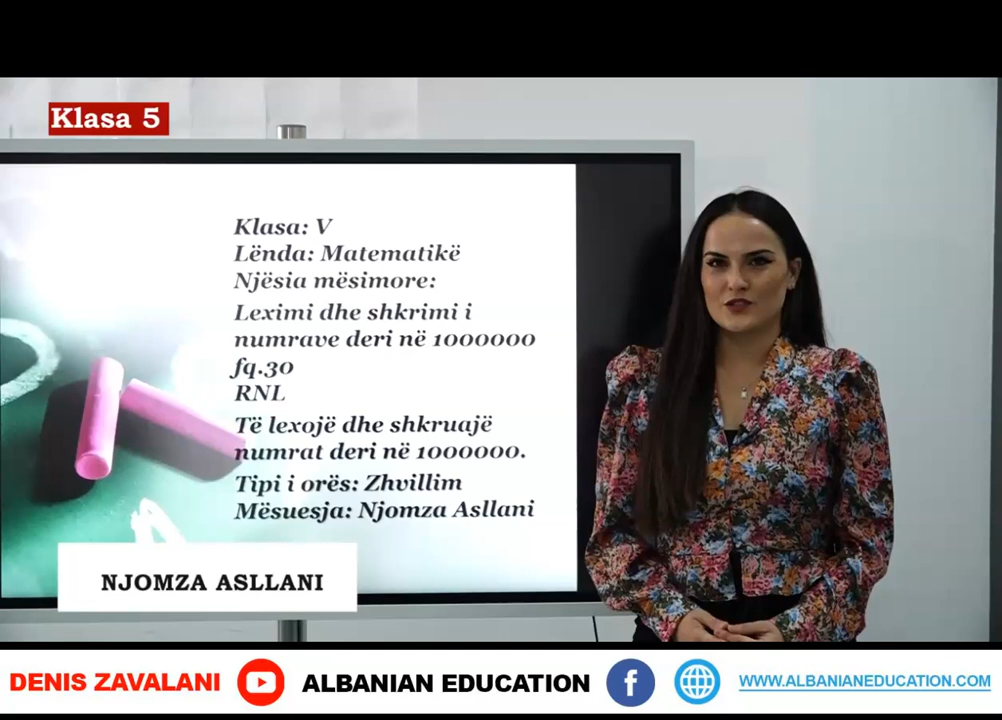 Klasa 5
Klasa: V
Lënda: Matematikë
Njësia mësimore:
Leximi dhe shkrimi i
numrave deri në 1000000
fq.30
RNL
Të lexojë dhe shkruajë
numrat deri në 1000000.
Tipi i orës: Zhvillim
Mësuesja: Njomza Asllani
NJOMZA ASLLANI
DENIS ZAVALANI ALBANIAN EDUCATION WWW.ALBANIANEDUCATION.COM